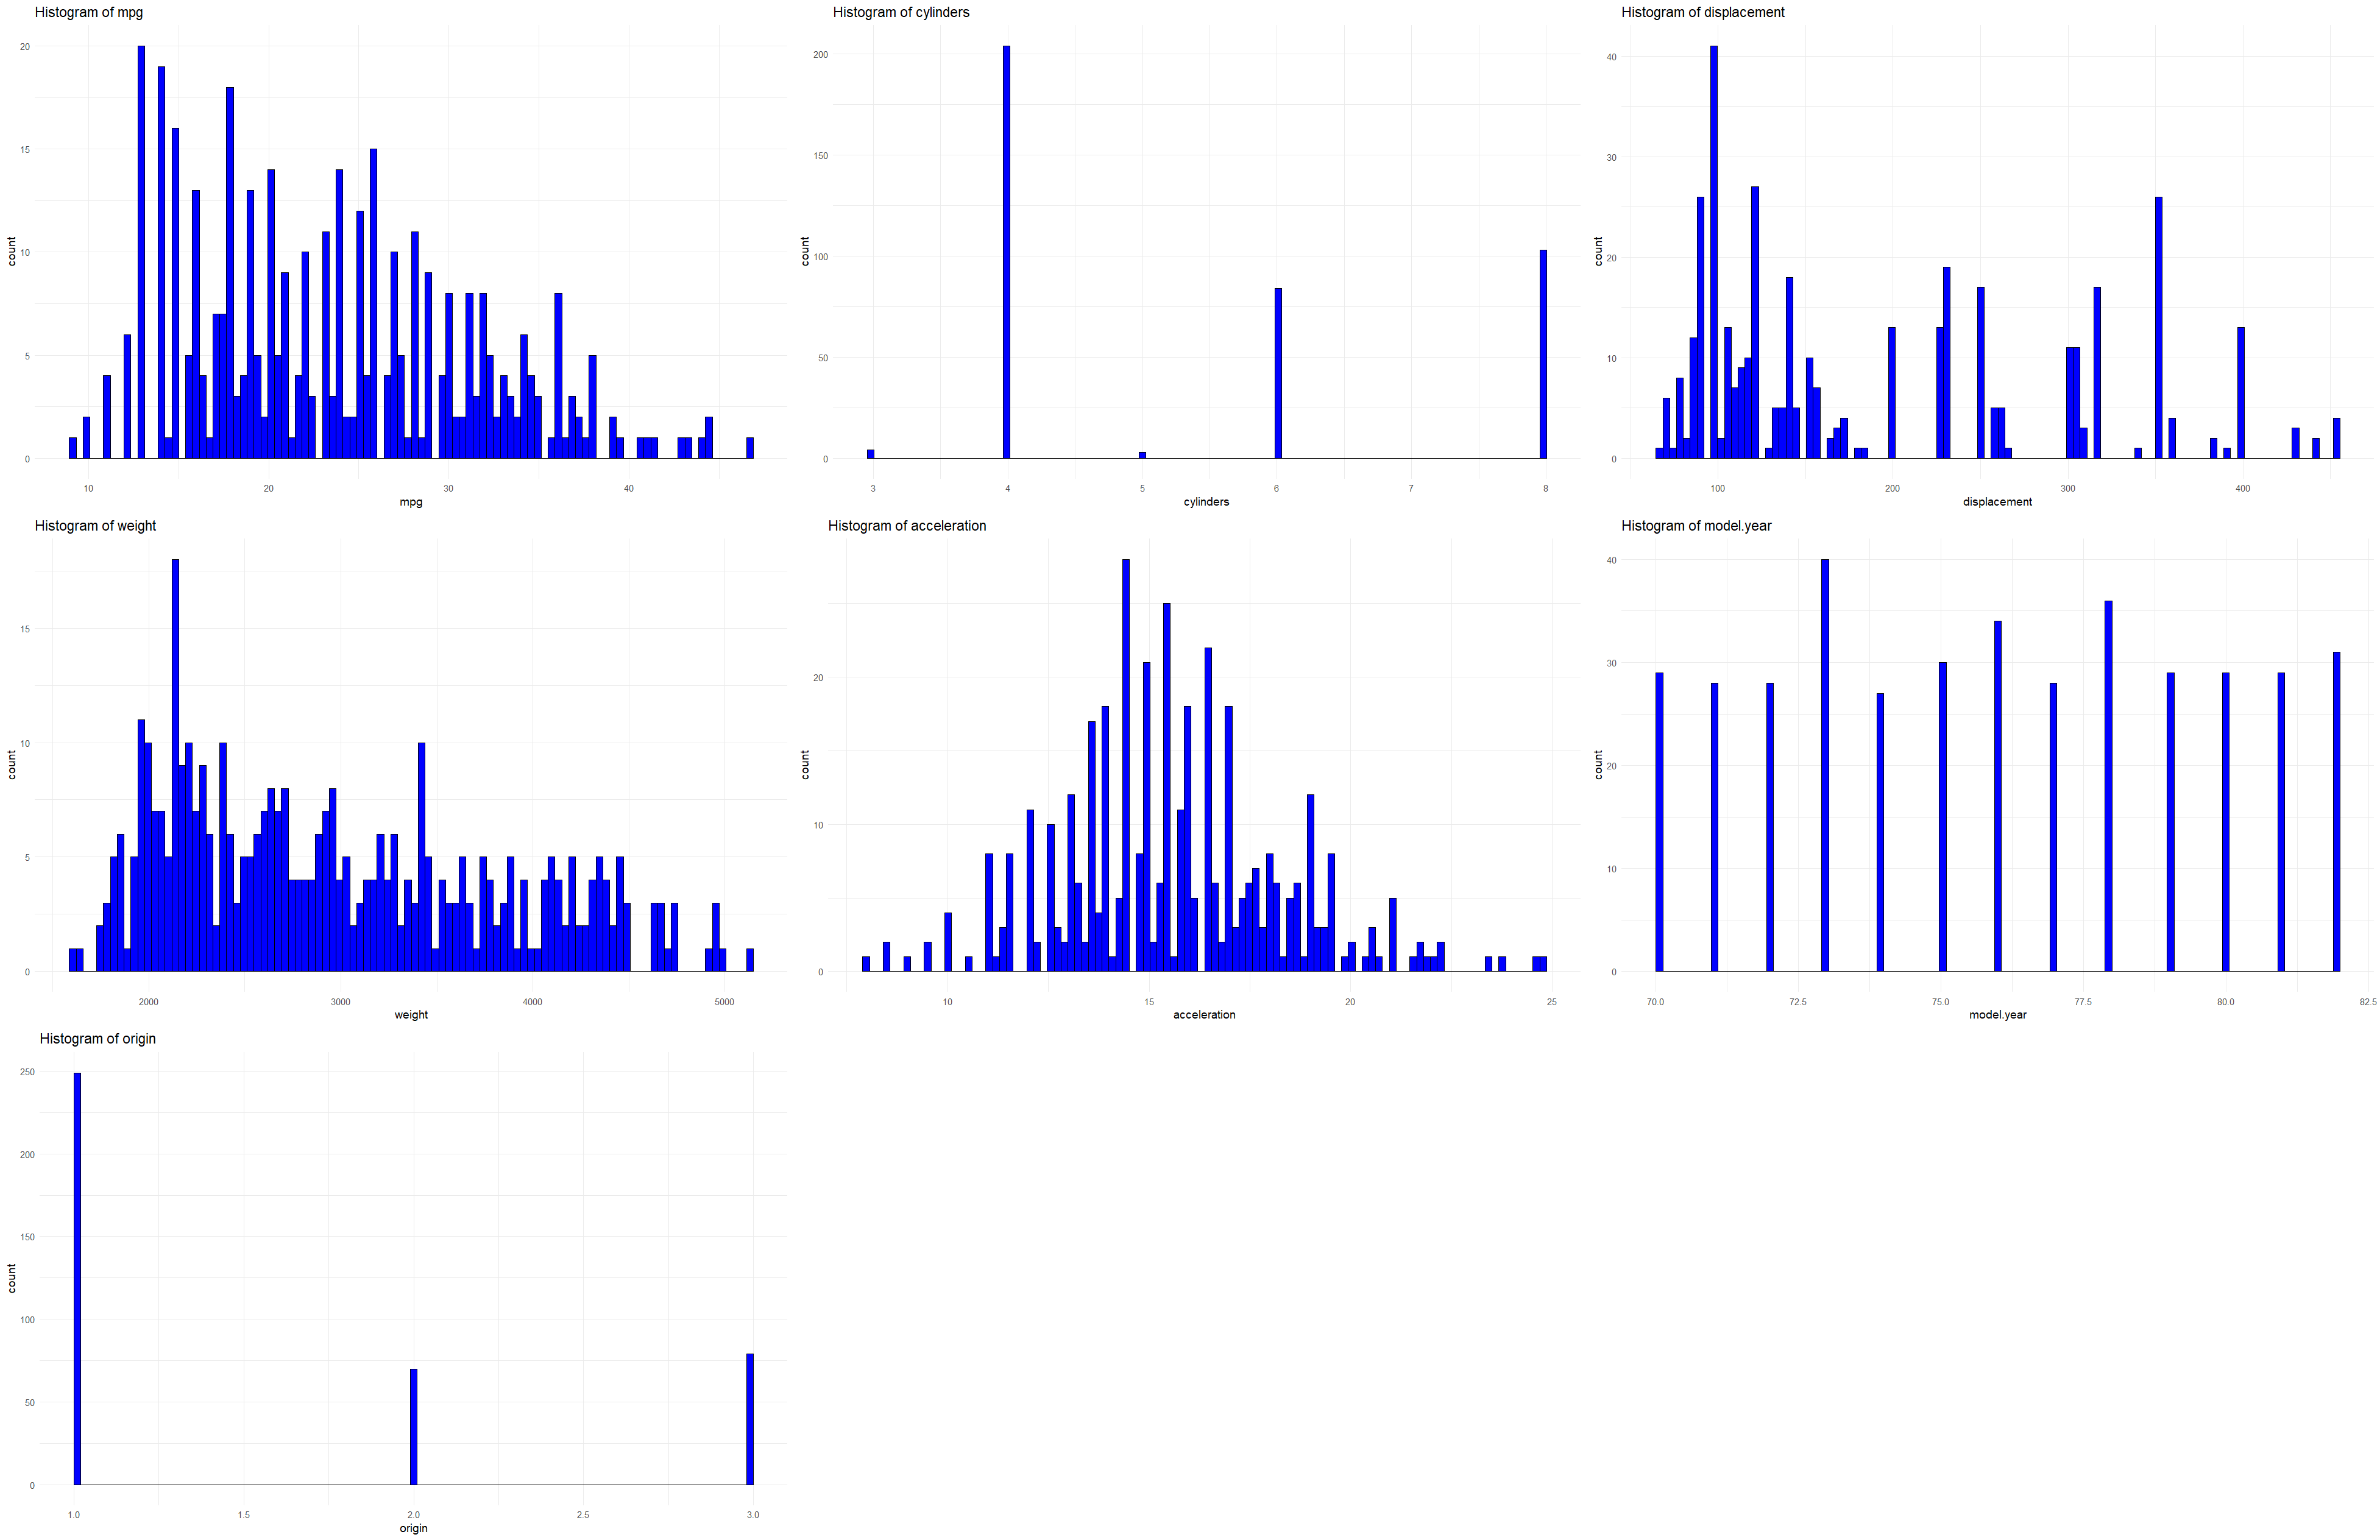 Histogram of mpg
20
15
10
5
0
count
10 20 30 40
mpg
Histogram of cylinders
200
150
100
50
0
count
3 4 5 6 7 8
cylinders
Histogram of displacement
40
30
20
10
0
count
100 200 300 400
displacement
Histogram of weight
15
10
5
0
count
2000 3000 4000 5000
weight
Histogram of acceleration
20
10
0
count
10 15 20 25
acceleration
Histogram of model.year
40
30
20
10
0
count
70.0 72.5 75.0 77.5 80.0 82.5
model.year
Histogram of origin
250
200
150
100
50
0
count
1.0 1.5 2.0 2.5 3.0
origin